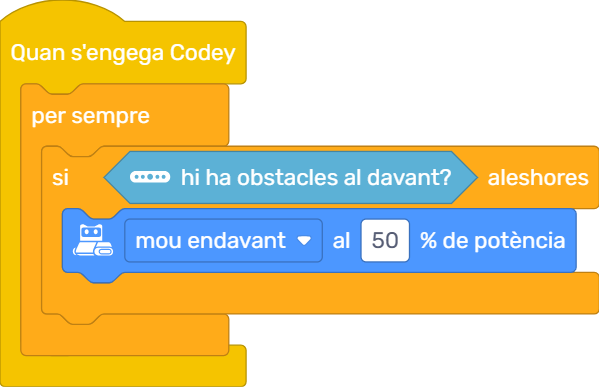 Quan s'engega Codey
per sempre
si hi ha obstacles al davant? aleshores
mou endavant al 50 % de potència